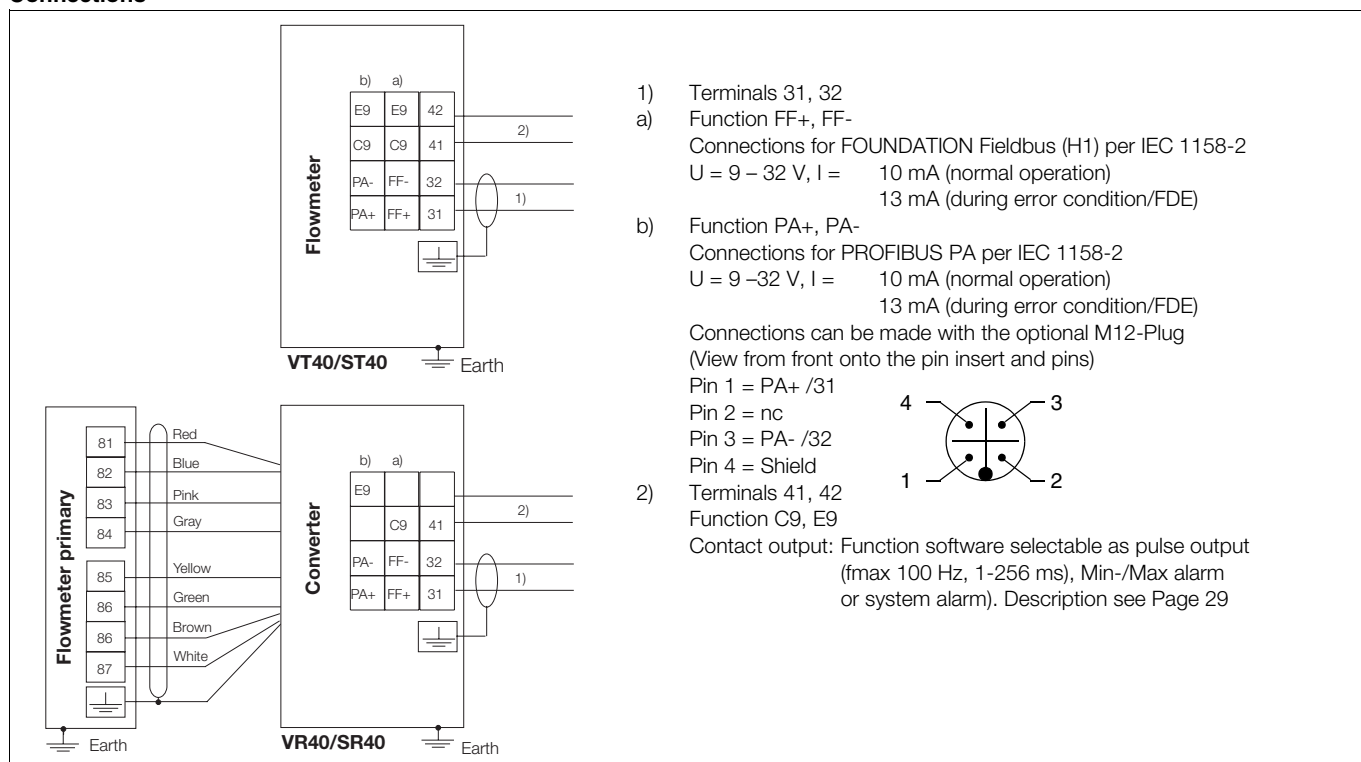 Connections
b) a)
E9 E9 42
C9 C9 41
PA- FF- 32
PA+ FF+ 31
2)
1)
Flowmeter
VT40/ST40
Earth
81 Red
82 Blue
83 Pink
84 Gray
85 Yellow
86 Green
86 Brown
87 White
Flowmeter primary
Earth
b) a)
E9
C9 41
PA- FF- 32
PA+ FF+ 31
2)
1)
Converter
VR40/SR40
Earth
1) Terminals 31, 32
a) Function FF+, FF-
Connections for FOUNDATION Fieldbus (H1) per IEC 1158-2
U = 9 – 32 V, I = 10 mA (normal operation)
13 mA (during error condition/FDE)
b) Function PA+, PA-
Connections for PROFIBUS PA per IEC 1158-2
U = 9 –32 V, I = 10 mA (normal operation)
13 mA (during error condition/FDE)
Connections can be made with the optional M12-Plug
(View from front onto the pin insert and pins)
Pin 1 = PA+ /31
Pin 2 = nc
Pin 3 = PA- /32
Pin 4 = Shield
4 3
1 2
2) Terminals 41, 42
Function C9, E9
Contact output: Function software selectable as pulse output
(fmax 100 Hz, 1-256 ms), Min-/Max alarm
or system alarm). Description see Page 29